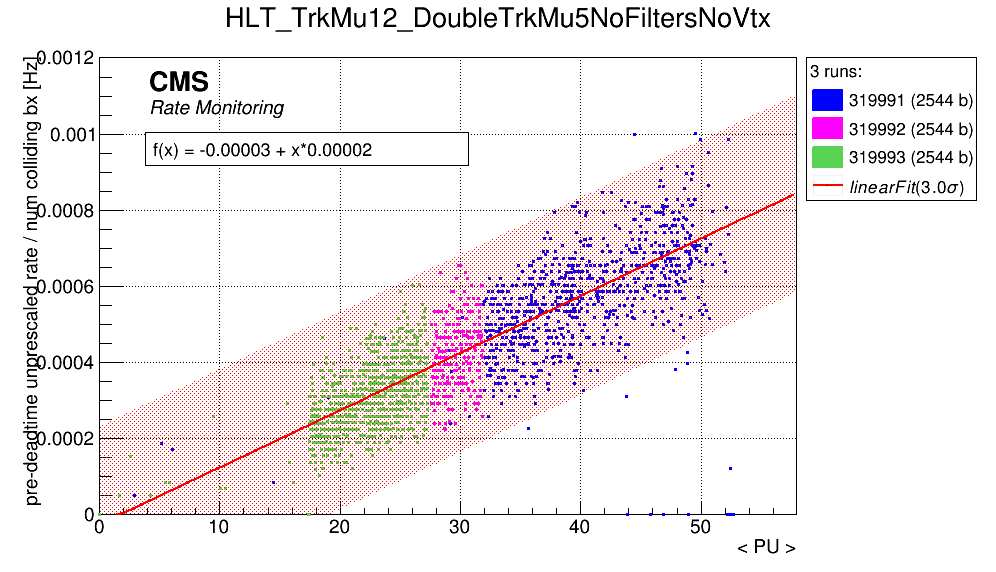 HLT_TrkMu12_DoubleTrkMu5NoFiltersNoVtx
pre-deadtime unprescaled rate / num colliding bx [Hz]
0.0012
0.001
0.0008
0.0006
0.0004
0.0002
0
CMS
Rate Monitoring
f(x) = -0.00003 + x*0.00002
3 runs:
319991 (2544 b)
319992 (2544 b)
319993 (2544 b)
linearFit(3.0σ)
0 10 20 30 40 50
< PU >